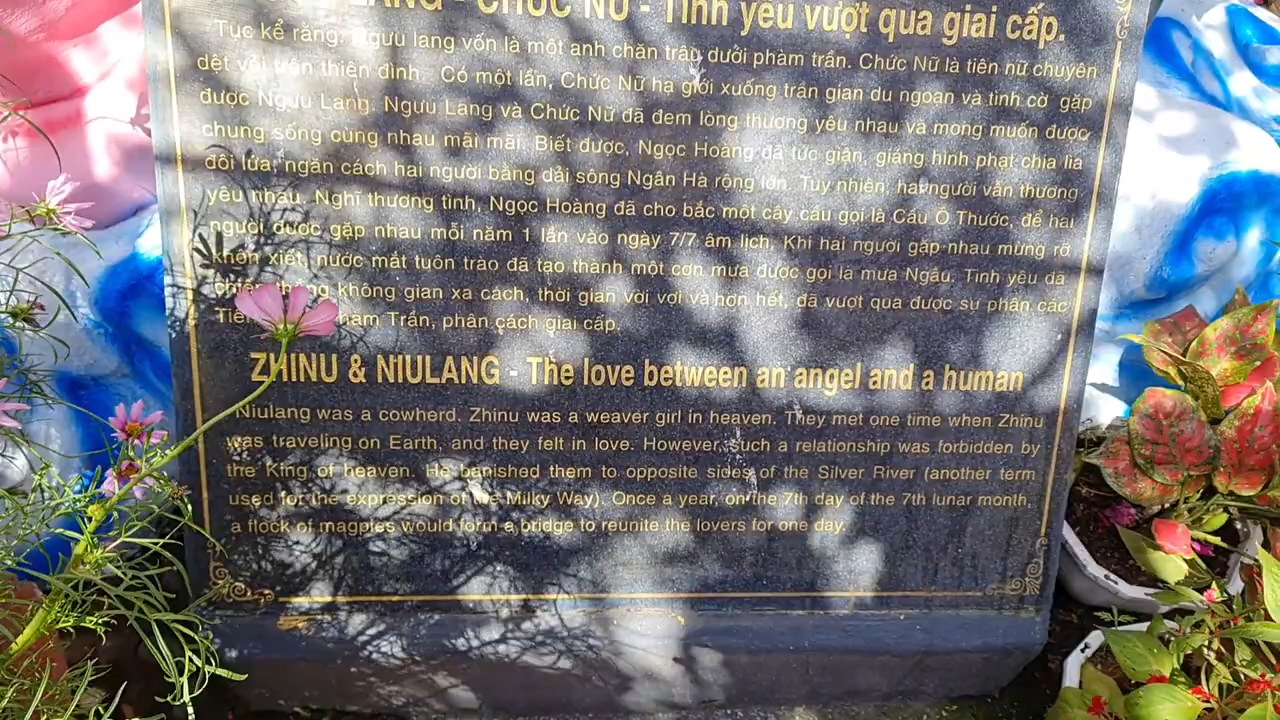 LANG - CHỨC NỮ - Tình yêu vượt qua giai cấp.
Tục kể rằng: Ngưu lang vốn là một anh chăn trâu dưới phàm trần. Chức Nữ là tiên nữ chuyên
dệt vải trên thiên đình. Có một lần, Chức Nữ hạ giới xuống trần gian du ngoạn và tình cờ gặp
được Ngưu Lang. Ngưu Lang và Chức Nữ đã đem lòng thương yêu nhau và mong muốn được
chung sống cùng nhau mãi mãi. Biết được, Ngọc Hoàng đã tức giận, giáng hình phạt chia lìa
đôi lứa, ngăn cách hai người bằng dải sông Ngân Hà rộng lớn. Tuy nhiên, hai người vẫn thương
yêu nhau. Nghĩ thương tình, Ngọc Hoàng đã cho bắc một cây cầu gọi là Cầu Ô Thước, để hai
người được gặp nhau mỗi năm 1 lần vào ngày 7/7 âm lịch. Khi hai người gặp nhau mừng rỡ
khôn xiết, nước mắt tuôn trào đã tạo thành một cơn mưa được gọi là mưa Ngâu. Tình yêu đã
chiến thắng không gian xa cách, thời gian vời vợi và hơn hết, đã vượt qua được sự phân các
Trần, phân cách giai cấp.
ZHINU & NIULANG - The love between an angel and a human
Niulang was a cowherd. Zhinu was a weaver girl in heaven. They met one time when Zhinu
was traveling on Earth, and they felt in love. However, such a relationship was forbidden by
the King of heaven. He banished them to opposite sides of the Silver River (another term
used for the expression of the Milky Way). Once a year, on the 7th day of the 7th lunar month,
a flock of magpies would form a bridge to reunite the lovers for one day.